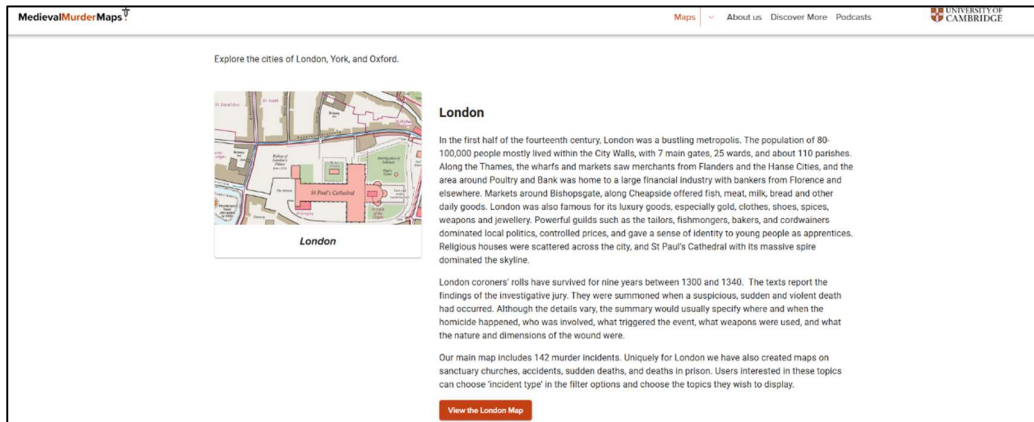 MedievalMurderMaps
Maps About us Discover More Podcasts
UNIVERSITY OF
CAMBRIDGE
Explore the cities of London, York, and Oxford.
St Paul's Cathedral
London
London
In the first half of the fourteenth century, London was a bustling metropolis. The population of 80-
100,000 people mostly lived within the City Walls, with 7 main gates, 25 wards, and about 110 parishes.
Along the Thames, the wharfs and markets saw merchants from Flanders and the Hanse Cities, and the
area around Poultry and Bank was home to a large financial industry with bankers from Florence and
elsewhere. Markets around Bishopsgate, along Cheapside offered fish, meat, milk, bread and other
daily goods. London was also famous for its luxury goods, especially gold, clothes, shoes, spices,
weapons and jewellery. Powerful guilds such as the tailors, fishmongers, bakers, and cordwainers
dominated local politics, controlled prices, and gave a sense of identity to young people as apprentices.
Religious houses were scattered across the city, and St Paul's Cathedral with its massive spire
dominated the skyline.
London coroners' rolls have survived for nine years between 1300 and 1340. The texts report the
findings of the investigative jury. They were summoned when a suspicious, sudden and violent death
had occurred. Although the details vary, the summary would usually specify where and when the
homicide happened, who was involved, what triggered the event, what weapons were used, and what
the nature and dimensions of the wound were.
Our main map includes 142 murder incidents. Uniquely for London we have also created maps on
sanctuary churches, accidents, sudden deaths, and deaths in prison. Users interested in these topics
can choose 'incident type' in the filter options and choose the topics they wish to display.
View the London Map